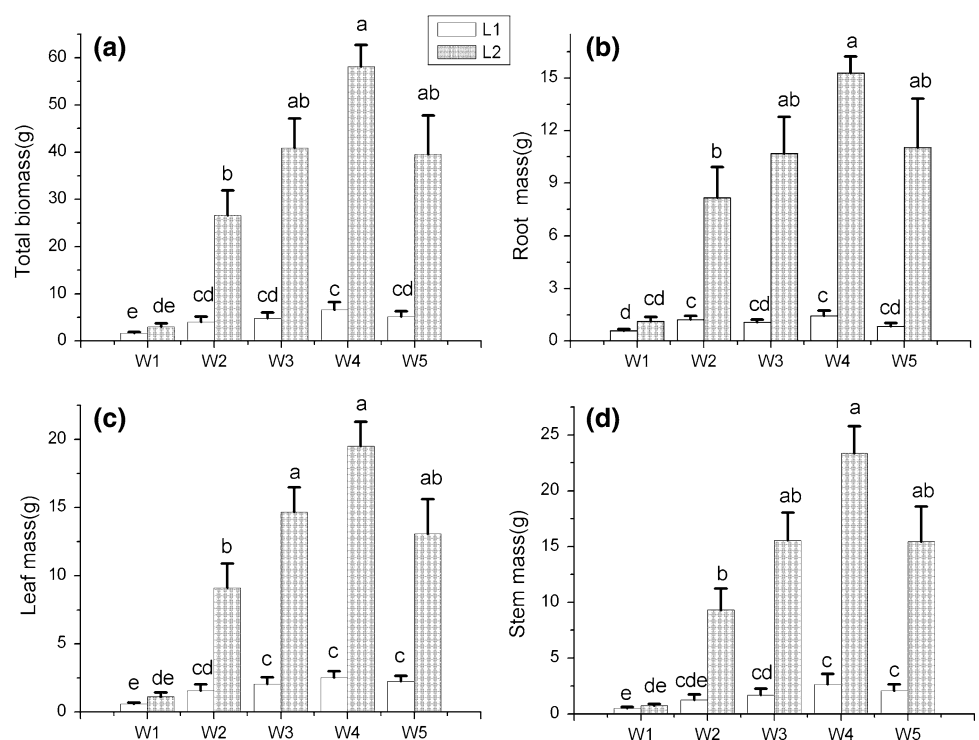 (a)
L1
L2
Total biomass(g)
60
50
40
30
20
10
0
e
de
cd
b
cd
ab
c
a
cd
ab
W1
W2
W3
W4
W5
(b)
Root mass(g)
15
12
9
6
3
0
d
cd
c
b
cd
ab
c
a
cd
ab
W1
W2
W3
W4
W5
(c)
Leaf mass(g)
20
15
10
5
0
e
de
cd
b
c
a
c
a
c
ab
W1
W2
W3
W4
W5
(d)
Stem mass(g)
25
20
15
10
5
0
e
de
cde
b
cd
ab
c
a
c
ab
W1
W2
W3
W4
W5